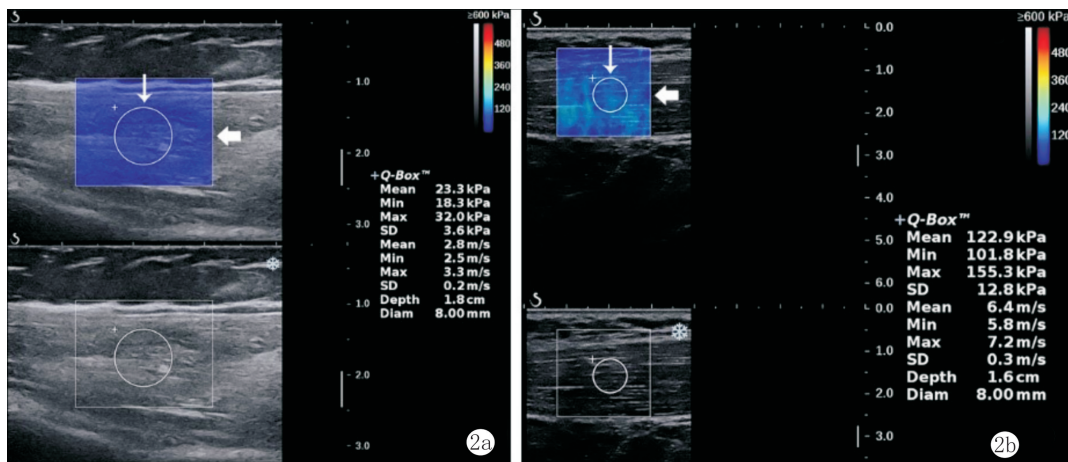 ≥600 kPa
480
360
240
120
1.0
2.0
3.0
+Q-Box™
Mean 23.3 kPa
Min 18.3 kPa
Max 32.0 kPa
SD 3.6 kPa
Mean 2.8 m/s
Min 2.5 m/s
Max 3.3 m/s
SD 0.2 m/s
Depth 1.8 cm
Diam 8.00 mm
1.0
2.0
3.0
2a
≥600 kPa
480
360
240
120
0.0
1.0
2.0
3.0
4.0
5.0
6.0
+Q-Box™
Mean 122.9 kPa
Min 101.8 kPa
Max 155.3 kPa
SD 12.8 kPa
Mean 6.4 m/s
Min 5.8 m/s
Max 7.2 m/s
SD 0.3 m/s
Depth 1.6 cm
Diam 8.00 mm
0.0
1.0
2.0
3.0
2b